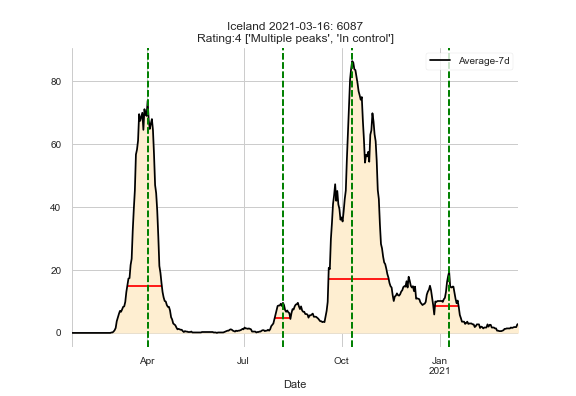 Iceland 2021-03-16: 6087
Rating:4 ['Multiple peaks', 'In control']
Average-7d
80
60
40
20
0
Apr
Jul
Oct
Jan
2021
Date